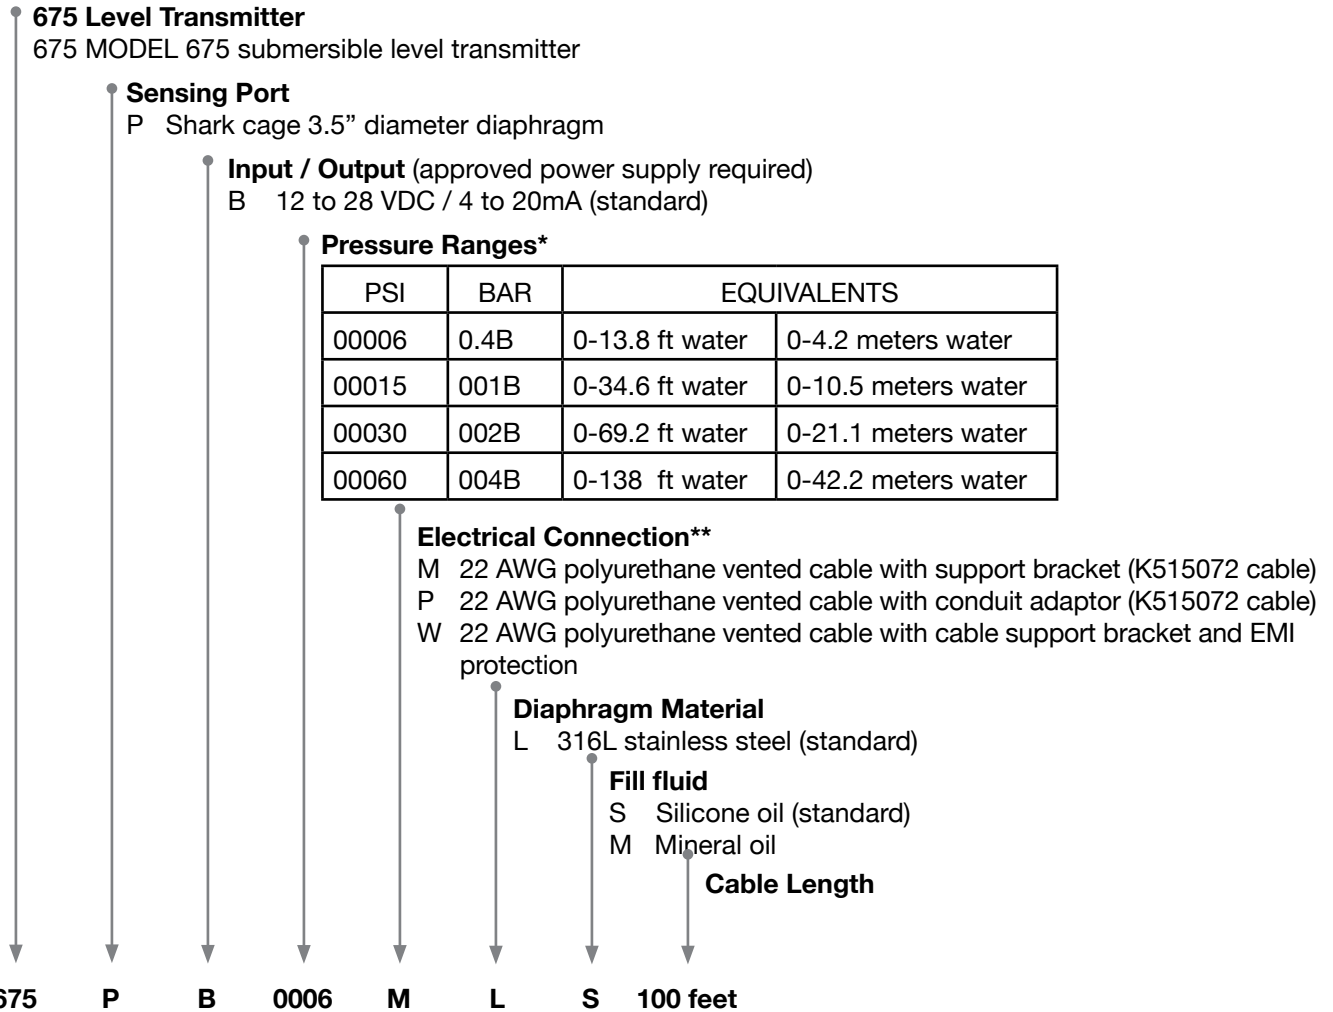 675 Level Transmitter
675 MODEL 675 submersible level transmitter
Sensing Port
P Shark cage 3.5” diameter diaphragm
Input / Output (approved power supply required)
B 12 to 28 VDC / 4 to 20mA (standard)
Pressure Ranges*
PSI BAR EQUIVALENTS
00006 0.4B 0-13.8 ft water 0-4.2 meters water
00015 001B 0-34.6 ft water 0-10.5 meters water
00030 002B 0-69.2 ft water 0-21.1 meters water
00060 004B 0-138 ft water 0-42.2 meters water
Electrical Connection**
M 22 AWG polyurethane vented cable with support bracket (K515072 cable)
P 22 AWG polyurethane vented cable with conduit adaptor (K515072 cable)
W 22 AWG polyurethane vented cable with cable support bracket and EMI
protection
Diaphragm Material
L 316L stainless steel (standard)
Fill fluid
S Silicone oil (standard)
M Mineral oil
Cable Length
675 P B 0006 M L S 100 feet